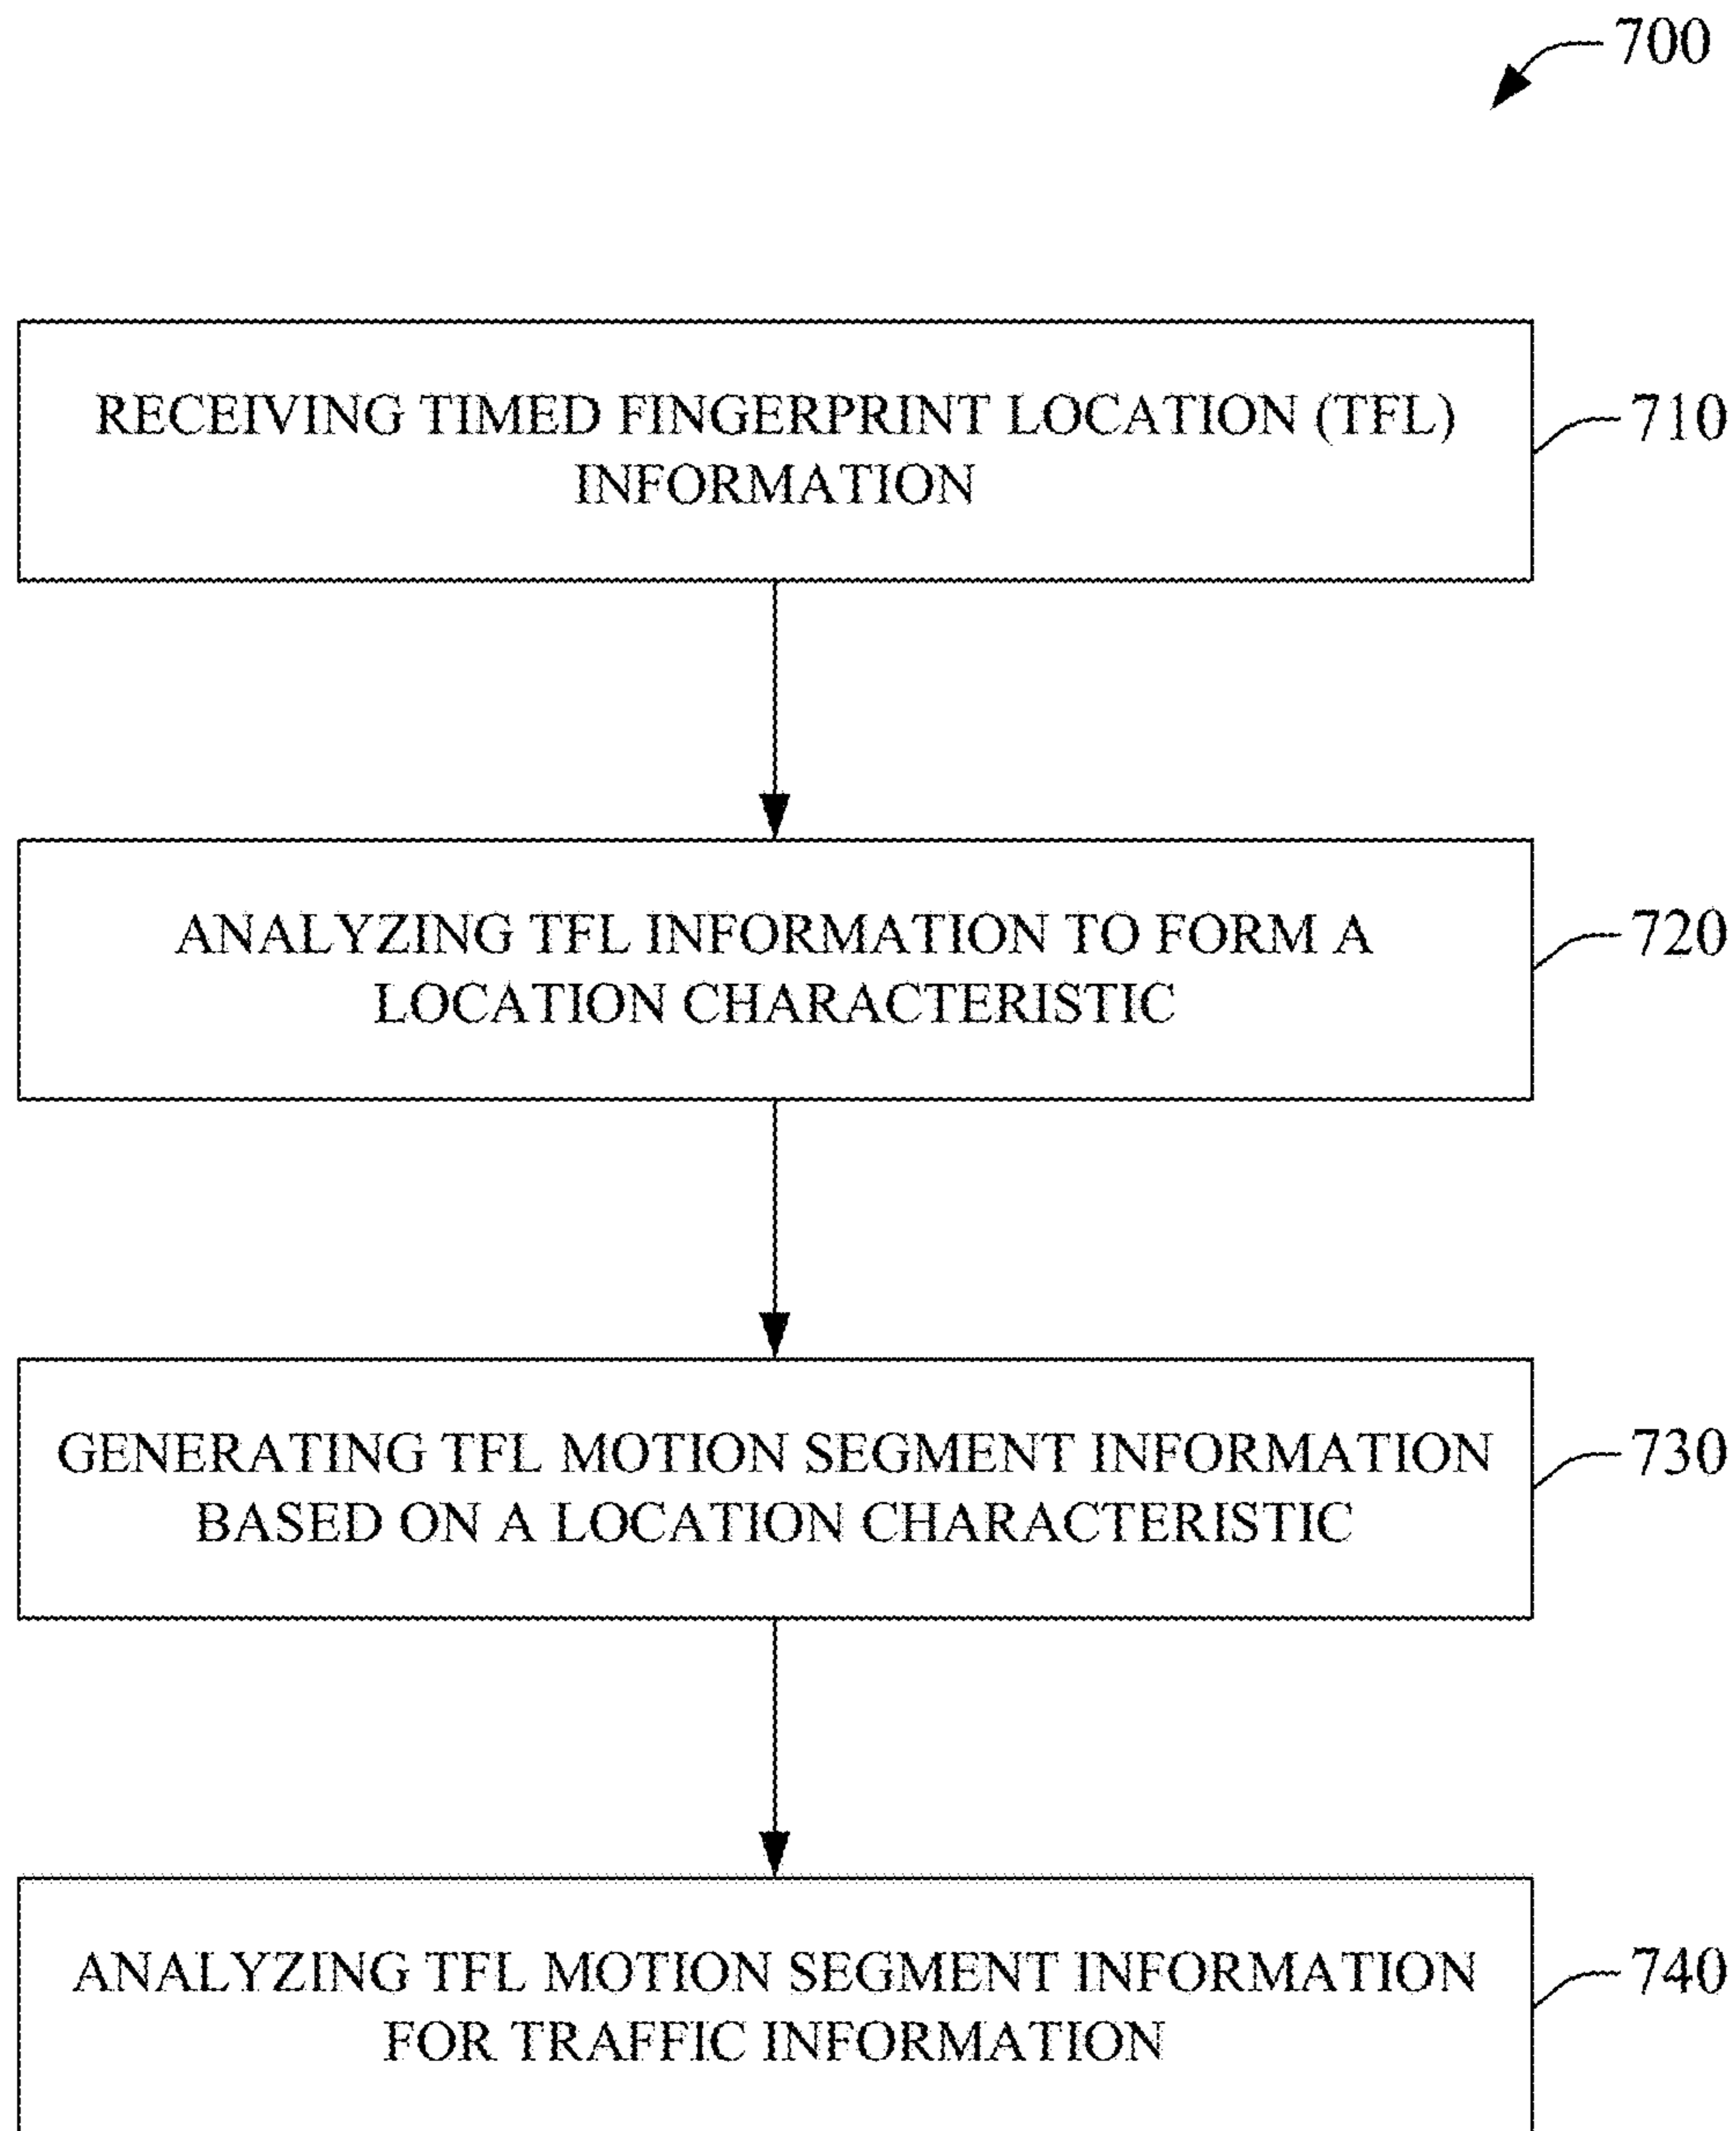 700
RECEIVING TIMED FINGERPRINT LOCATION (TFL)
INFORMATION
710
ANALYZING TFL INFORMATION TO FORM A
LOCATION CHARACTERISTIC
720
GENERATING TFL MOTION SEGMENT INFORMATION
BASED ON A LOCATION CHARACTERISTIC
730
ANALYZING TFL MOTION SEGMENT INFORMATION
FOR TRAFFIC INFORMATION
740